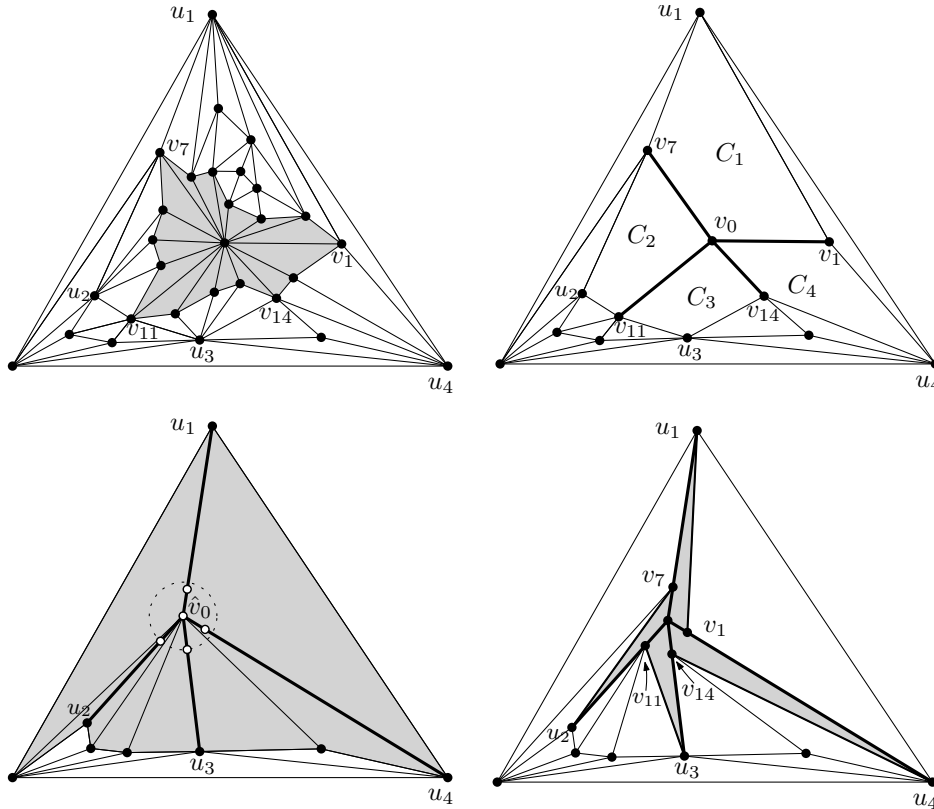 u₁
v₇
v₁
u₂
v₁₁
v₁₄
u₃
u₄
u₁
v₇
C₁
v₀
C₂
v₁
u₂
C₃
C₄
v₁₁
v₁₄
u₃
u₄
u₁
v̂₀
u₂
u₃
u₄
u₁
v₇
v₁
v₁₁
v₁₄
u₂
u₃
u₄